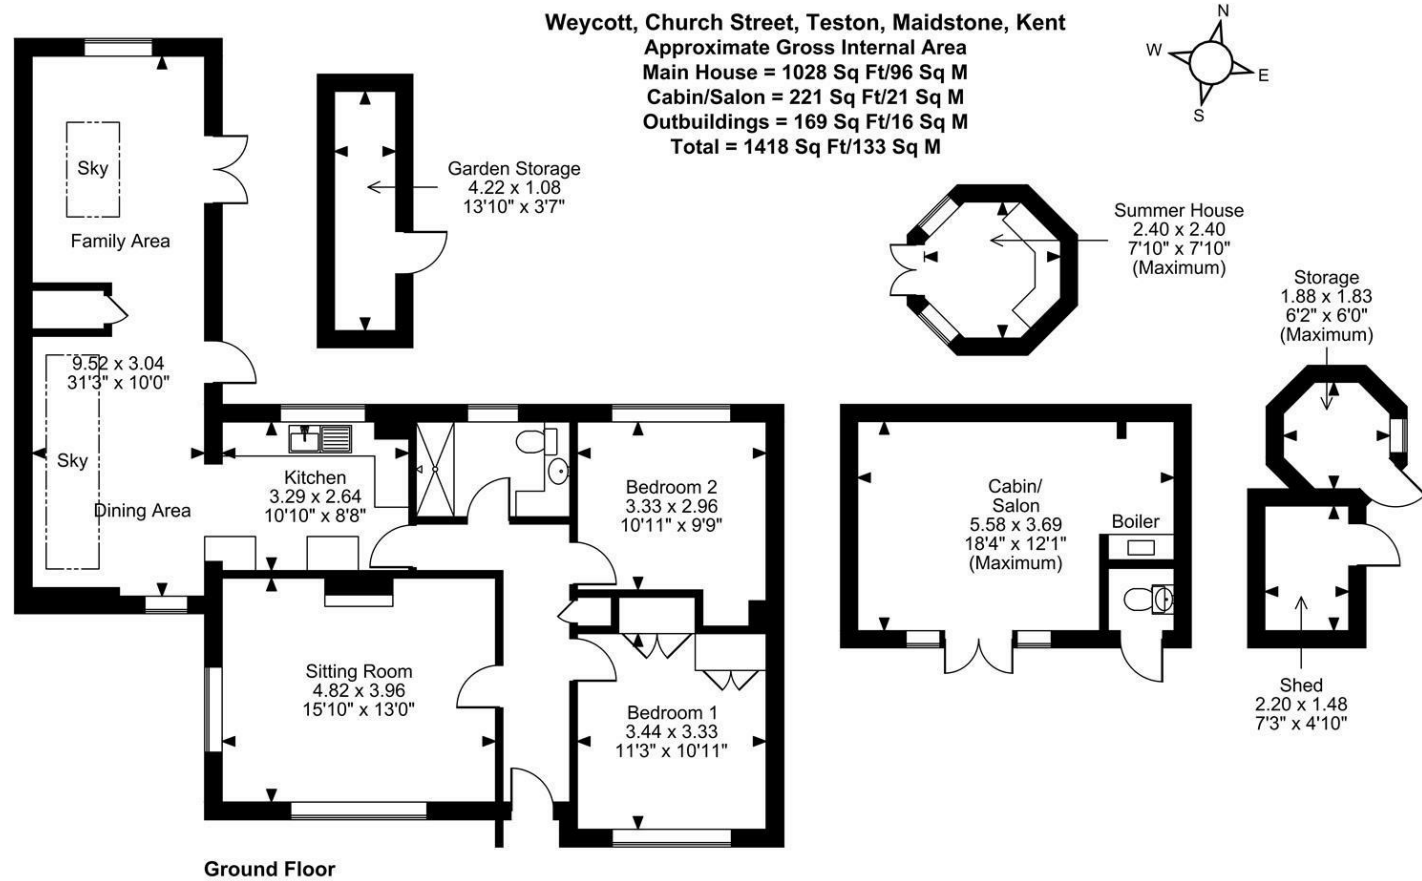 Weycott, Church Street, Teston, Maidstone, Kent
Approximate Gross Internal Area
Main House = 1028 Sq Ft/96 Sq M
Cabin/Salon = 221 Sq Ft/21 Sq M
Outbuildings = 169 Sq Ft/16 Sq M
Total = 1418 Sq Ft/133 Sq M
N
W
E
S
Sky
Family Area
Garden Storage
4.22 x 1.08
13'10" x 3'7"
Summer House
2.40 x 2.40
7'10" x 7'10"
(Maximum)
Storage
1.88 x 1.83
6'2" x 6'0"
(Maximum)
9.52 x 3.04
31'3" x 10'0"
Sky
Dining Area
Kitchen
3.29 x 2.64
10'10" x 8'8"
Bedroom 2
3.33 x 2.96
10'11" x 9'9"
Cabin/
Salon
5.58 x 3.69
18'4" x 12'1"
(Maximum)
Boiler
Sitting Room
4.82 x 3.96
15'10" x 13'0"
Bedroom 1
3.44 x 3.33
11'3" x 10'11"
Shed
2.20 x 1.48
7'3" x 4'10"
Ground Floor